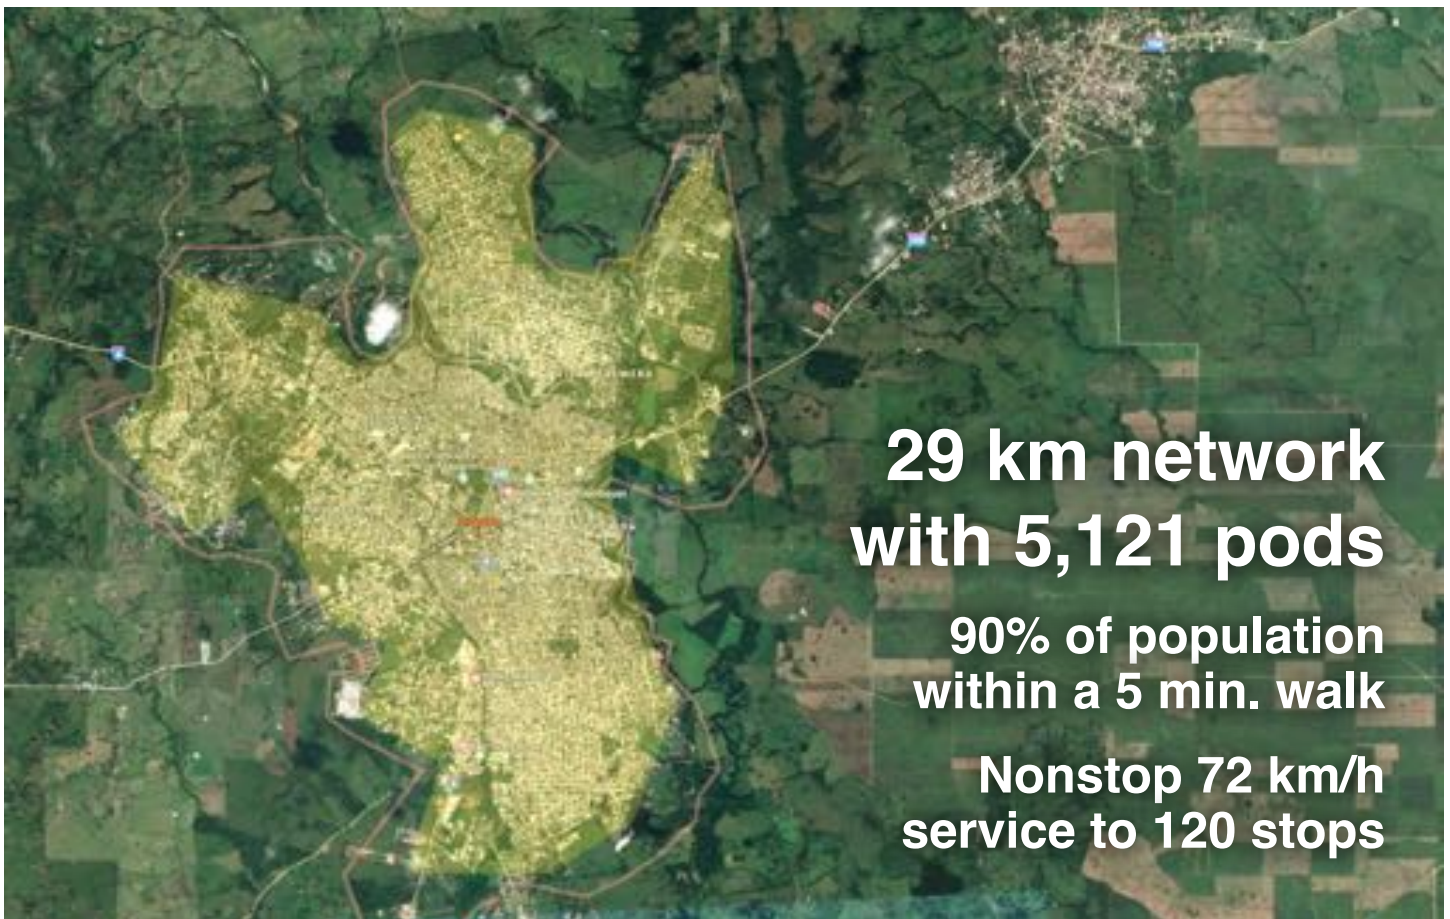 29 km network
with 5,121 pods
90% of population
within a 5 min. walk
Nonstop 72 km/h
service to 120 stops